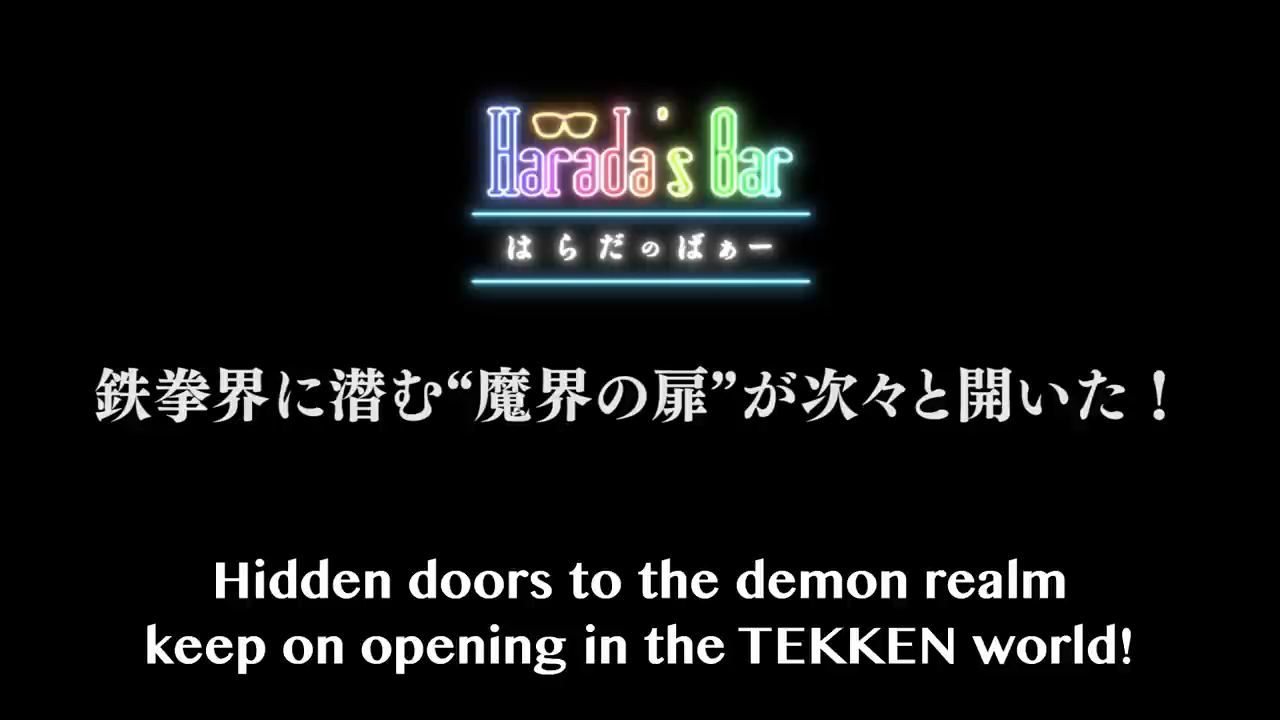 Harada's Bar
はらだのばぁー
鉄拳界に潜む“魔界の扉”が次々と開いた！
Hidden doors to the demon realm
keep on opening in the TEKKEN world!